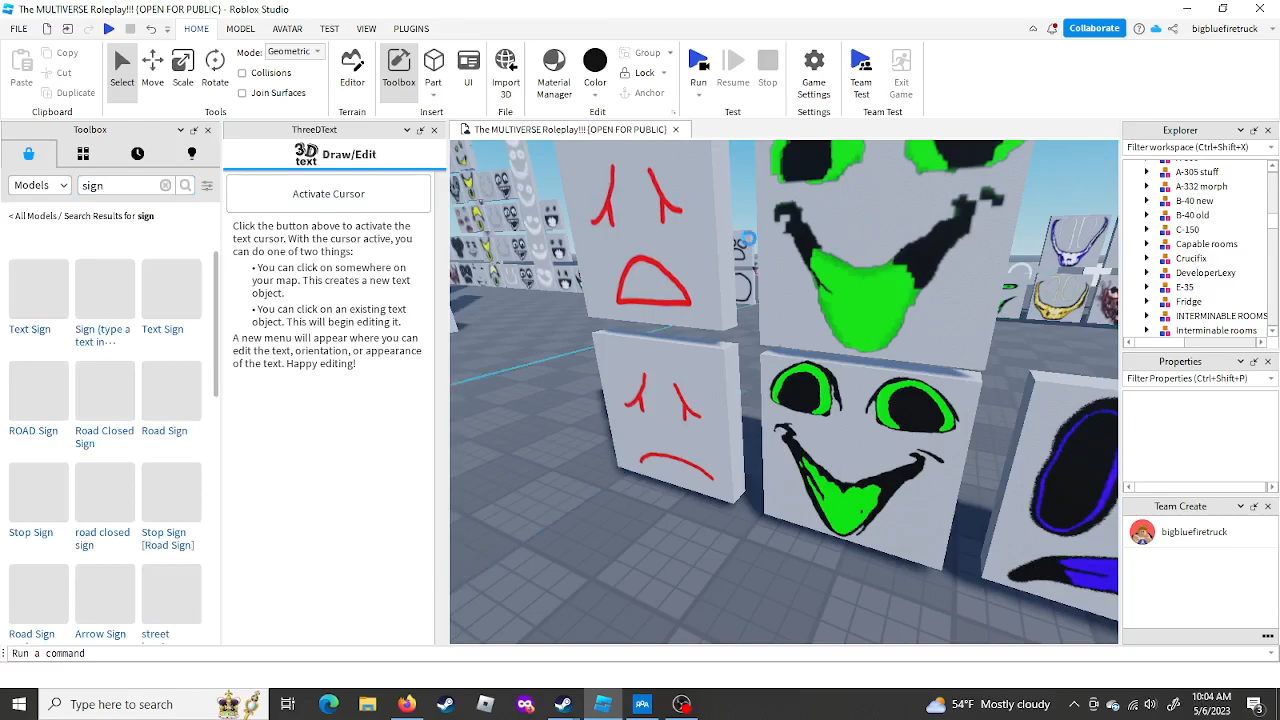 The MULTIVERSE Roleplay!!! {OPEN FOR PUBLIC} - Roblox Studio
FILE HOME MODEL AVATAR TEST VIEW PLUGINS
Collaborate bigbluefiretruck
Paste
Copy
Cut
Duplicate
Clipboard
Select Move Scale Rotate
Mode: Geometric
Collisions
Join Surfaces
Tools
Editor
Terrain
Toolbox Part UI
Insert
Import 3D
File
Material Manager
Color
Group
Lock
Anchor
Edit
Run Resume Stop
Test
Game Settings
Settings
Team Test
Exit Game
Team Test
Toolbox
Models
sign
< All Models / Search Results for sign
Text Sign
Sign (type a text in…
Text Sign
ROAD Sign
Road Closed Sign
Road Sign
Stop Sign
road closed sign
Stop Sign [Road Sign]
Road Sign
Arrow Sign
street
ThreeDText
3D text Draw/Edit
Activate Cursor
Click the button above to activate the
text cursor. With the cursor active, you
can do one of two things:
• You can click on somewhere on
your map. This creates a new text
object.
• You can click on an existing text
object. This will begin editing it.
A new menu will appear where you can
edit the text, orientation, or appearance
of the text. Happy editing!
The MULTIVERSE Roleplay!!! {OPEN FOR PUBLIC}
Explorer
Filter workspace (Ctrl+Shift+X)
A-305 stuff
A-332 morph
B-40 new
B-40 old
C-150
Capable rooms
Crucifix
DeveloperLexy
E-35
Fridge
INTERMINABLE ROOMS
Interminable rooms
Properties
Filter Properties (Ctrl+Shift+P)
Team Create
bigbluefiretruck
Run a command
Type here to search
54°F Mostly cloudy
10:04 AM
5/6/2023